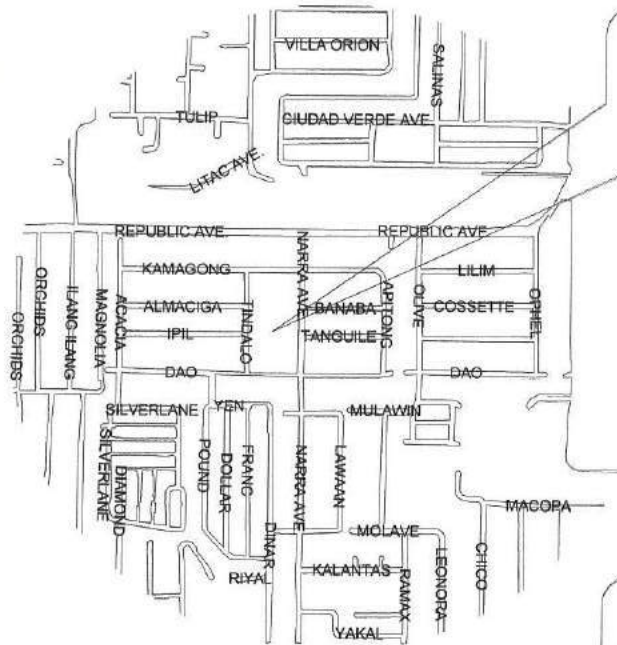 VILLA ORION
SALINAS
TULIP
CIUDAD VERDE AVE.
LITAC AVE.
REPUBLIC AVE.
REPUBLIC AVE.
NARRA AVE
KAMAGONG
LILIM
ORCHIDS
ORCHIDS
ILANG ILANG
MAGNOLIA
ACACIA
ALMACIGA
TINDALO
BANABA
APITONG
OLIVE
COSSETTE
OPHEL
IPIL
TANGUILE
DAO
DAO
SILVERLANE
YEN
MULAWIN
SILVERLANE
DIAMOND
POUND
DOLLAR
FRANC
NARRA AVE
LAWAAN
DINAR
MOLAVE
MACOPA
RIYAL
KALANTAS
RAMAX
LEONORA
CHICO
YAKAL